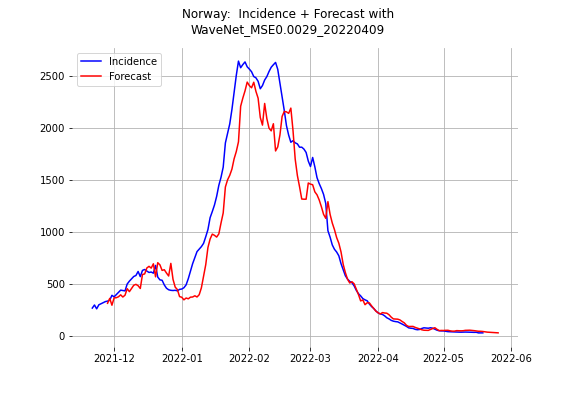 Norway:  Incidence + Forecast with
WaveNet_MSE0.0029_20220409
Incidence
Forecast
2500
2000
1500
1000
500
0
2021-12 2022-01 2022-02 2022-03 2022-04 2022-05 2022-06